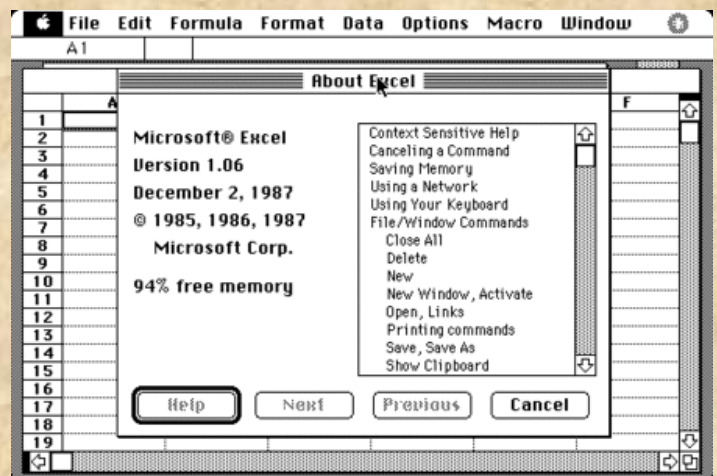 File Edit Formula Format Data Options Macro Window
A1
About Excel
A F
1
2
3
4
5
6
7
8
9
10
11
12
13
14
15
16
17
18
19
Microsoft® Excel
Version 1.06
December 2, 1987
© 1985, 1986, 1987
Microsoft Corp.
94% free memory
Context Sensitive Help
Canceling a Command
Saving Memory
Using a Network
Using Your Keyboard
File/Window Commands
Close All
Delete
New
New Window, Activate
Open, Links
Printing commands
Save, Save As
Show Clipboard
Help Next Previous Cancel